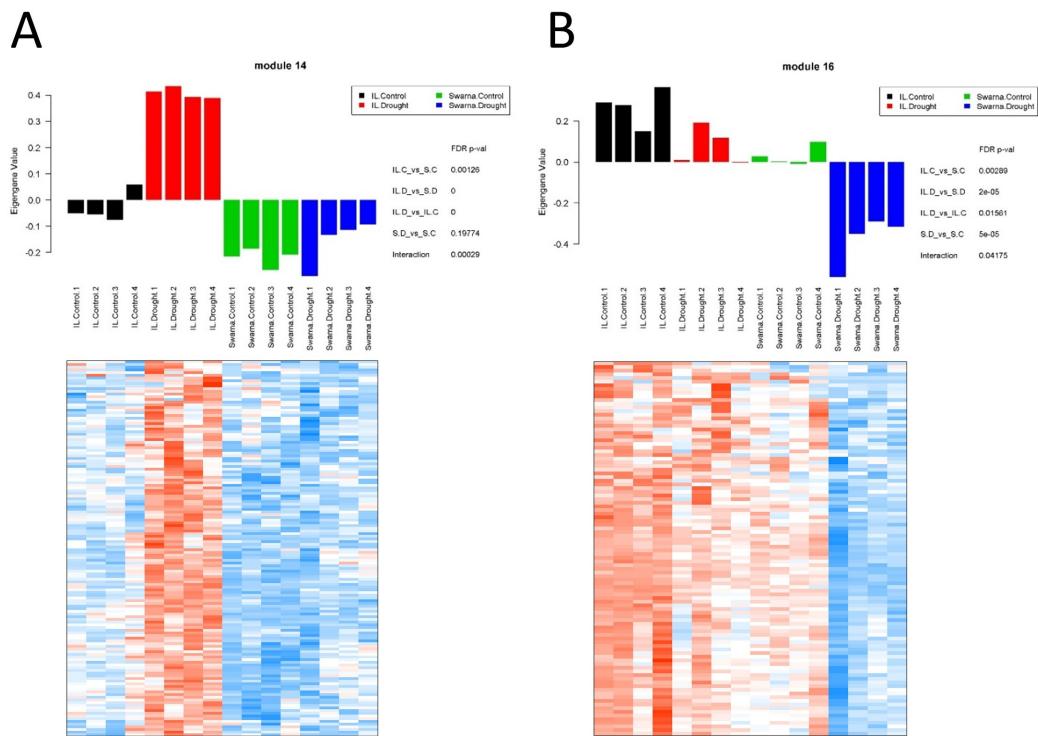 A
module 14
IL.Control
IL.Drought
Swarna.Control
Swarna.Drought
Eigengene Value
0.4
0.3
0.2
0.1
0.0
-0.1
-0.2
FDR p-val
IL.C_vs_S.C 0.00126
IL.D_vs_S.D 0
IL.D_vs_IL.C 0
S.D_vs_S.C 0.19774
Interaction 0.00029
IL.Control.1
IL.Control.2
IL.Control.3
IL.Control.4
IL.Drought.1
IL.Drought.2
IL.Drought.3
IL.Drought.4
Swarna.Control.1
Swarna.Control.2
Swarna.Control.3
Swarna.Control.4
Swarna.Drought.1
Swarna.Drought.2
Swarna.Drought.3
Swarna.Drought.4
B
module 16
IL.Control
IL.Drought
Swarna.Control
Swarna.Drought
Eigengene Value
0.2
0.0
-0.2
-0.4
FDR p-val
IL.C_vs_S.C 0.00289
IL.D_vs_S.D 2e-05
IL.D_vs_IL.C 0.01561
S.D_vs_S.C 5e-05
Interaction 0.04175
IL.Control.1
IL.Control.2
IL.Control.3
IL.Control.4
IL.Drought.1
IL.Drought.2
IL.Drought.3
IL.Drought.4
Swarna.Control.1
Swarna.Control.2
Swarna.Control.3
Swarna.Control.4
Swarna.Drought.1
Swarna.Drought.2
Swarna.Drought.3
Swarna.Drought.4